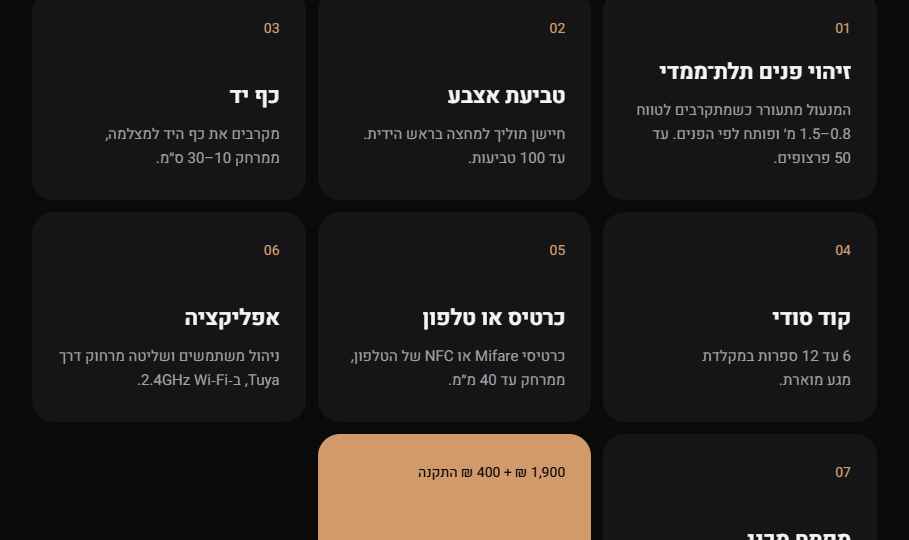 01
זיהוי פנים תלת־ממדי
המנעול מתעורר כשמתקרבים לטווח
0.8–1.5 מ׳ ופותח לפי הפנים. עד
50 פרצופים.
02
טביעת אצבע
חיישן מוליך למחצה בראש הידית.
עד 100 טביעות.
03
כף יד
מקרבים את כף היד למצלמה,
ממרחק 10–30 ס״מ.
04
קוד סודי
6 עד 12 ספרות במקלדת
מגע מוארת.
05
כרטיס או טלפון
כרטיסי Mifare או NFC של הטלפון,
ממרחק עד 40 מ״מ.
06
אפליקציה
ניהול משתמשים ושליטה מרחוק דרך
Tuya, ב-2.4GHz Wi-Fi.
07
1,900 ₪ + 400 ₪ התקנה